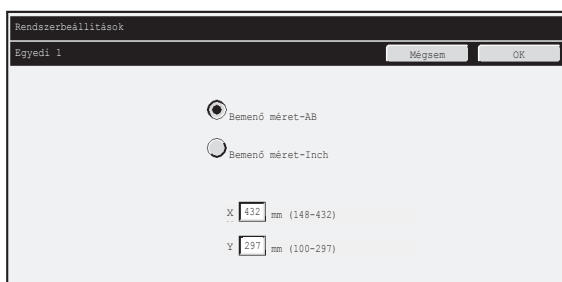 Rendszerbeállítások
Egyedi 1 Mégsem OK
Bemenő méret-AB
Bemenő méret-Inch
X 432 mm (148-432)
Y 297 mm (100-297)